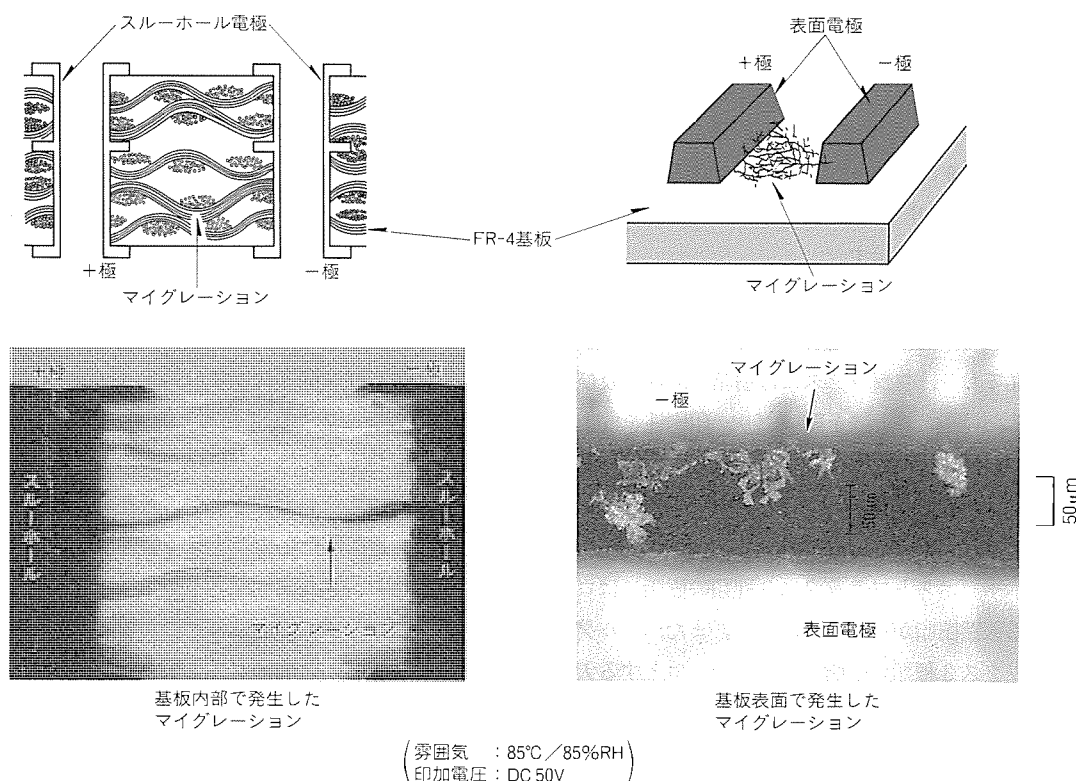 スルーホール電極
+極
-極
マイグレーション
FR-4基板
表面電極
+極
-極
マイグレーション
+極
-極
スルーホール
スルーホール
マイグレーション
基板内部で発生した
マイグレーション
マイグレーション
-極
50μm
50μm
表面電極
基板表面で発生した
マイグレーション
雰囲気 : 85℃/85%RH
印加電圧 : DC 50V